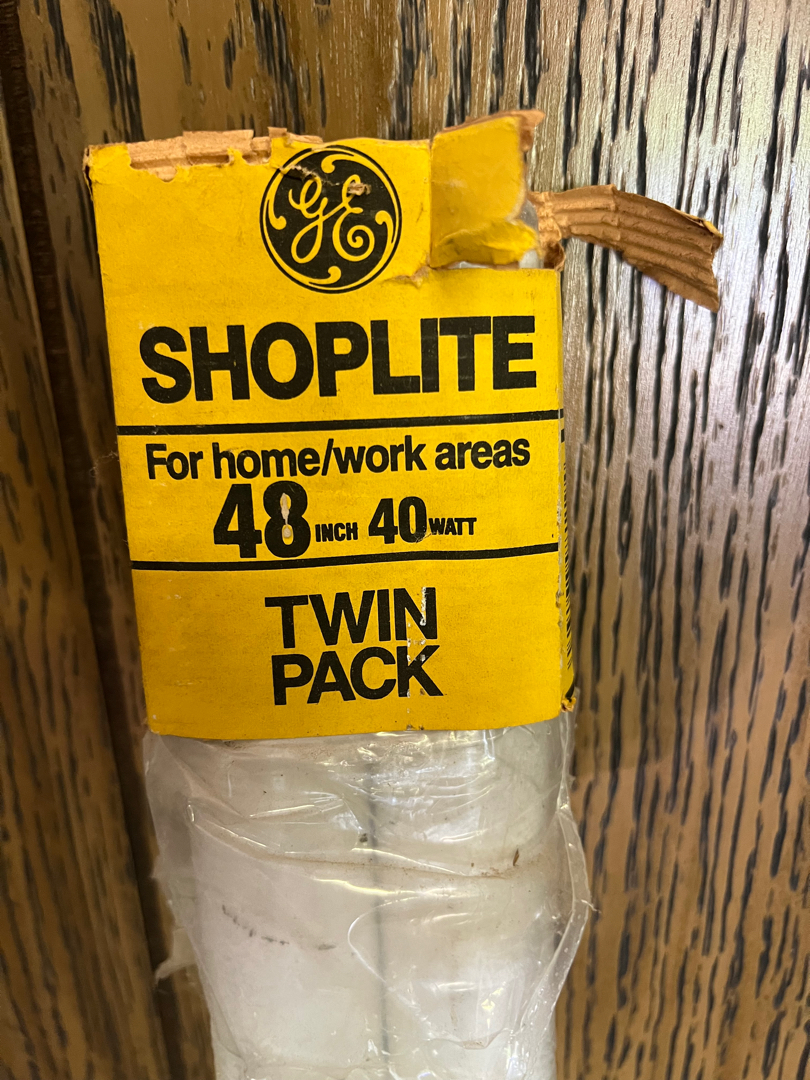 GE
SHOPLITE
For home/work areas
48 INCH 40 WATT
TWIN
PACK